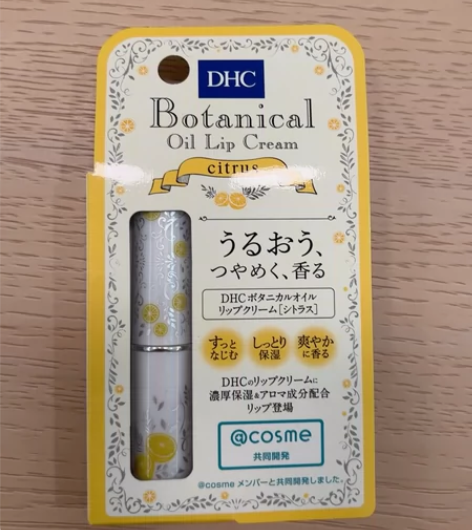 DHC
Botanical
Oil Lip Cream
citrus
うるおう、
つやめく、香る
DHCボタニカルオイル
リップクリーム[シトラス]
すっと
なじむ
しっとり
保湿
爽やか
に香る
DHCのリップクリームに
濃厚保湿&アロマ成分配合
リップ登場
@cosme
共同開発
@cosme メンバーと共同開発しました。